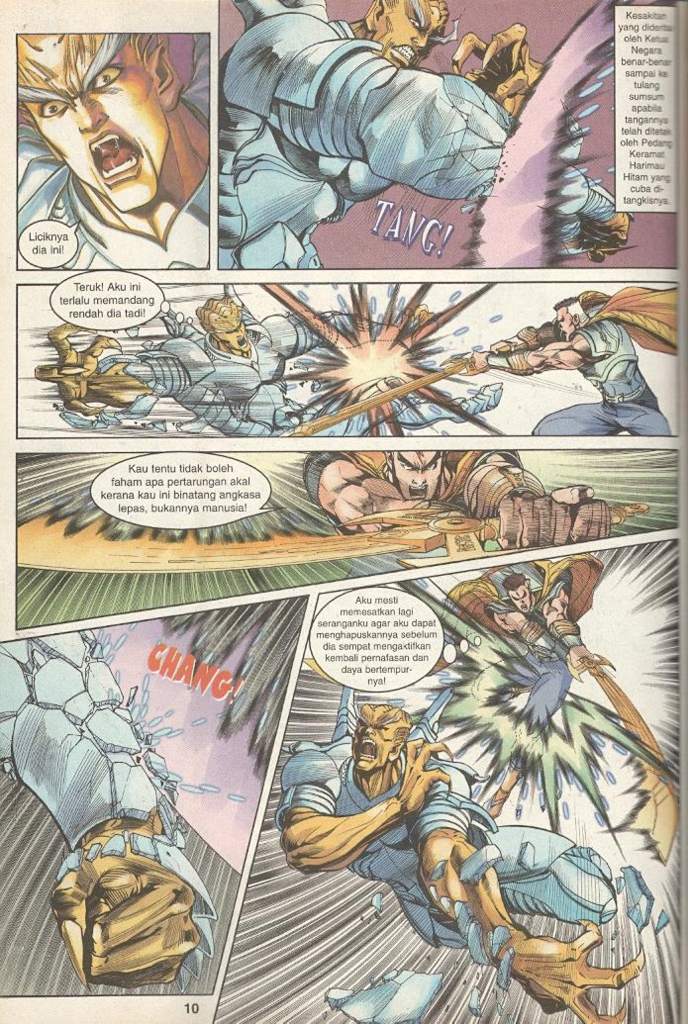 Liciknya
dia ini!
TANG!
Kesakitan
yang diderita
oleh Ketua
Negara
benar-benar
sampai ke
tulang
sumsum
apabila
tangannya
telah ditetak
oleh Pedang
Keramat
Harimau
Hitam yang
cuba di-
tangkisnya.
Teruk! Aku ini
terlalu memandang
rendah dia tadi!
Kau tentu tidak boleh
faham apa pertarungan akal
kerana kau ini binatang angkasa
lepas, bukannya manusia!
CHANG!
Aku mesti
memesatkan lagi
seranganku agar aku dapat
menghapuskannya sebelum
dia sempat mengaktifkan
kembali pernafasan dan
daya bertempur-
nya!
10